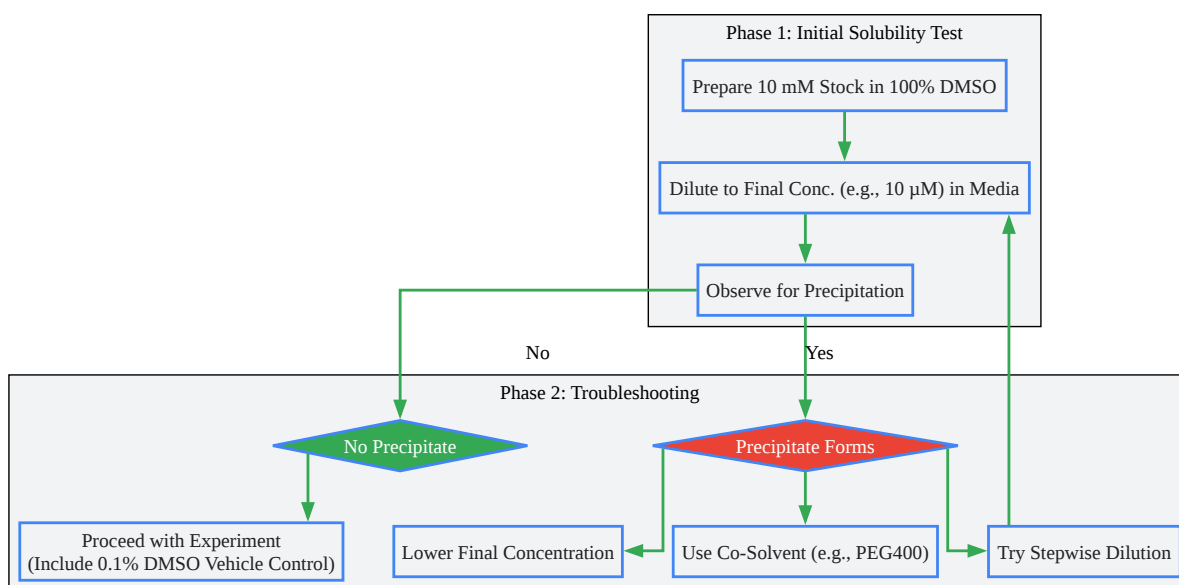 Phase 1: Initial Solubility Test
Prepare 10 mM Stock in 100% DMSO
Dilute to Final Conc. (e.g., 10 µM) in Media
Observe for Precipitation
No
Yes
Phase 2: Troubleshooting
No Precipitate
Precipitate Forms
Proceed with Experiment
(Include 0.1% DMSO Vehicle Control)
Lower Final Concentration
Use Co-Solvent (e.g., PEG400)
Try Stepwise Dilution